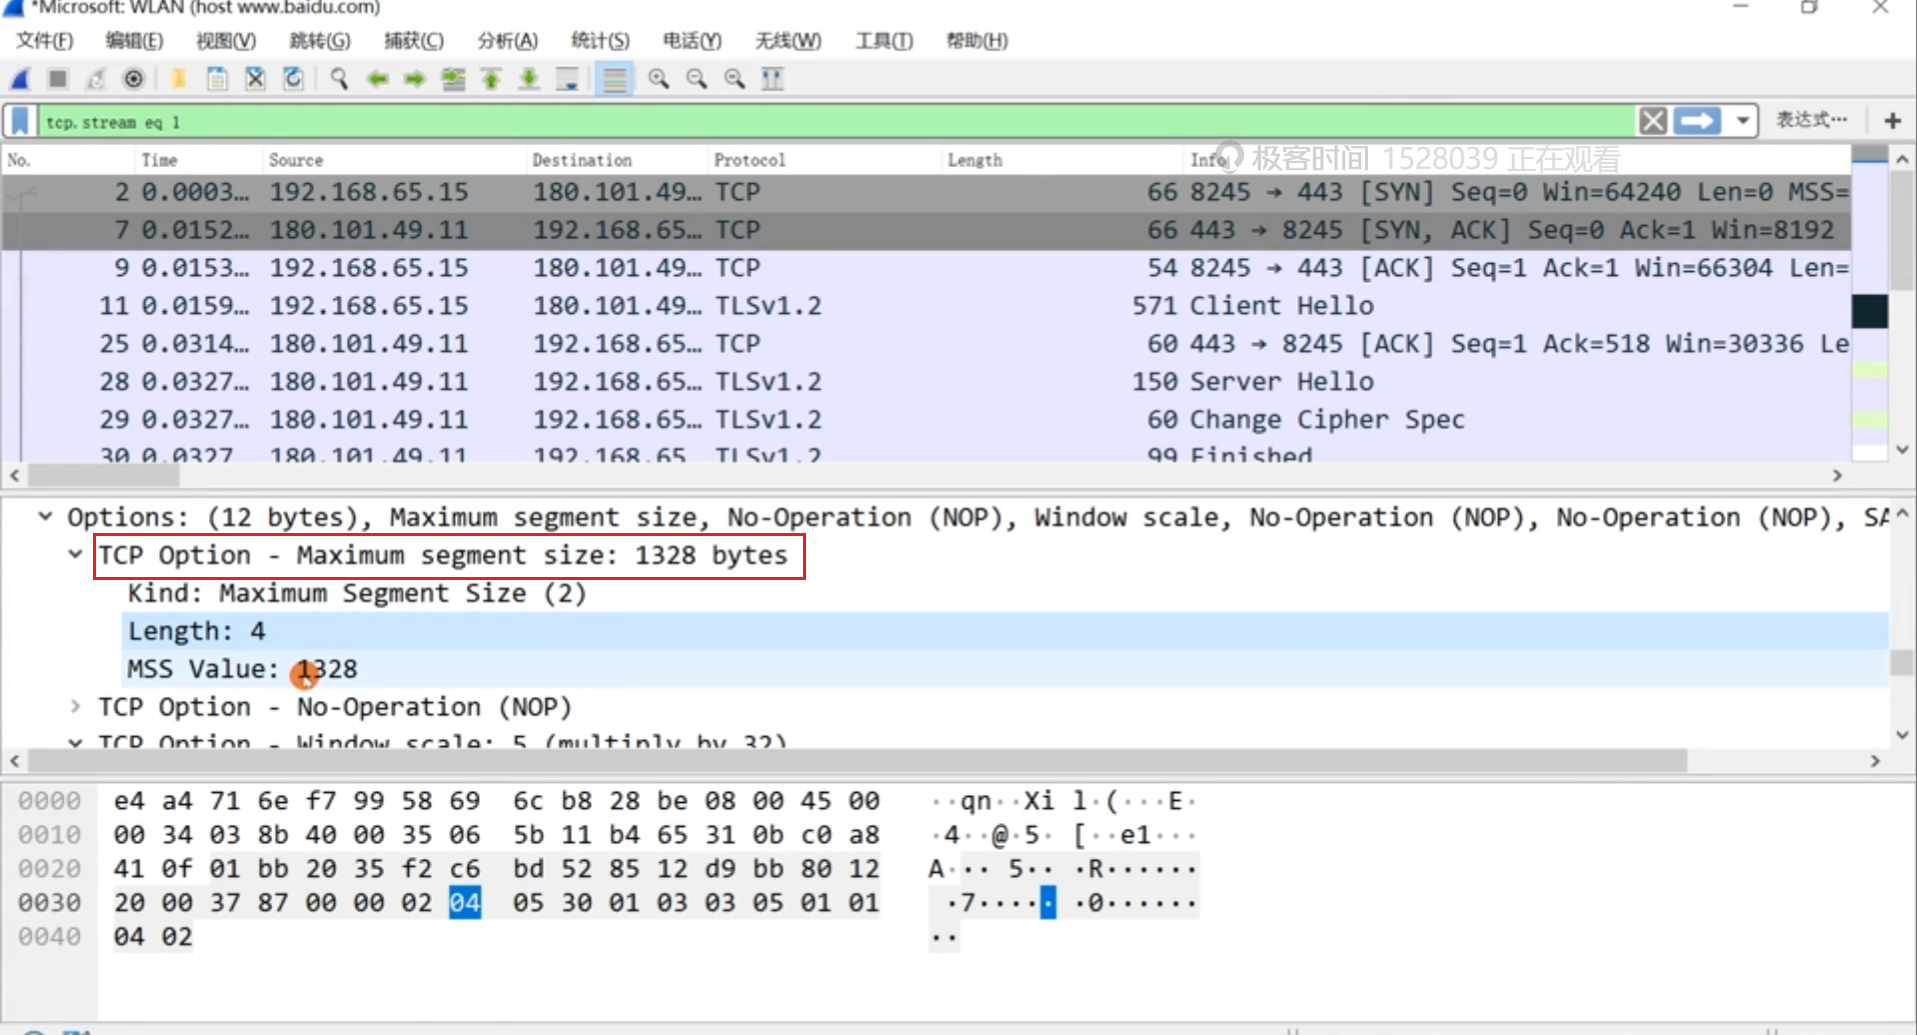 *Microsoft: WLAN (host www.baidu.com)
文件(F) 编辑(E) 视图(V) 跳转(G) 捕获(C) 分析(A) 统计(S) 电话(Y) 无线(W) 工具(T) 帮助(H)
tcp.stream eq 1 表达式…
No. Time Source Destination Protocol Length Info
极客时间 1528039 正在观看
2 0.0003… 192.168.65.15 180.101.49… TCP 66 8245 → 443 [SYN] Seq=0 Win=64240 Len=0 MSS=
7 0.0152… 180.101.49.11 192.168.65… TCP 66 443 → 8245 [SYN, ACK] Seq=0 Ack=1 Win=8192
9 0.0153… 192.168.65.15 180.101.49… TCP 54 8245 → 443 [ACK] Seq=1 Ack=1 Win=66304 Len=
11 0.0159… 192.168.65.15 180.101.49… TLSv1.2 571 Client Hello
25 0.0314… 180.101.49.11 192.168.65… TCP 60 443 → 8245 [ACK] Seq=1 Ack=518 Win=30336 Le
28 0.0327… 180.101.49.11 192.168.65… TLSv1.2 150 Server Hello
29 0.0327… 180.101.49.11 192.168.65… TLSv1.2 60 Change Cipher Spec
30 0.0327 180.101.49.11 192.168.65 TLSv1.2 99 Finished
Options: (12 bytes), Maximum segment size, No-Operation (NOP), Window scale, No-Operation (NOP), No-Operation (NOP), SA
TCP Option - Maximum segment size: 1328 bytes
Kind: Maximum Segment Size (2)
Length: 4
MSS Value: 1328
TCP Option - No-Operation (NOP)
TCP Option - Window scale: 5 (multiply by 32)
0000 e4 a4 71 6e f7 99 58 69 6c b8 28 be 08 00 45 00 ··qn··Xi l·(···E·
0010 00 34 03 8b 40 00 35 06 5b 11 b4 65 31 0b c0 a8 ·4··@·5· [··e1···
0020 41 0f 01 bb 20 35 f2 c6 bd 52 85 12 d9 bb 80 12 A··· 5·· ·R······
0030 20 00 37 87 00 00 02 04 05 30 01 03 03 05 01 01 ·7····· ·0······
0040 04 02 ··